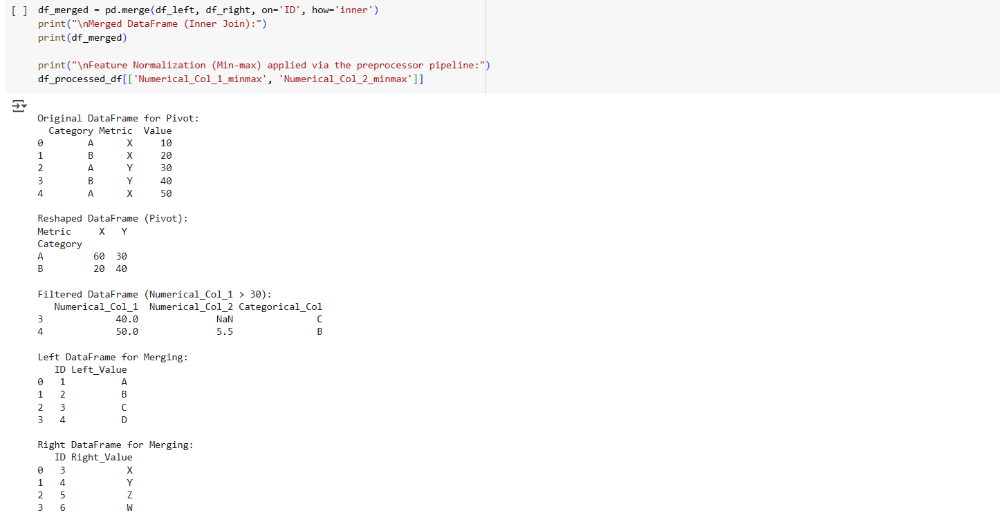 [ ] df_merged = pd.merge(df_left, df_right, on='ID', how='inner')
print("\nMerged DataFrame (Inner Join):")
print(df_merged)
print("\nFeature Normalization (Min-max) applied via the preprocessor pipeline:")
df_processed_df[['Numerical_Col_1_minmax', 'Numerical_Col_2_minmax']]
Original DataFrame for Pivot:
  Category Metric  Value
0        A      X     10
1        B      X     20
2        A      Y     30
3        B      Y     40
4        A      X     50
Reshaped DataFrame (Pivot):
Metric     X   Y
Category
A         60  30
B         20  40
Filtered DataFrame (Numerical_Col_1 > 30):
   Numerical_Col_1  Numerical_Col_2 Categorical_Col
3             40.0              NaN               C
4             50.0              5.5               B
Left DataFrame for Merging:
   ID Left_Value
0   1          A
1   2          B
2   3          C
3   4          D
Right DataFrame for Merging:
   ID Right_Value
0   3           X
1   4           Y
2   5           Z
3   6           W